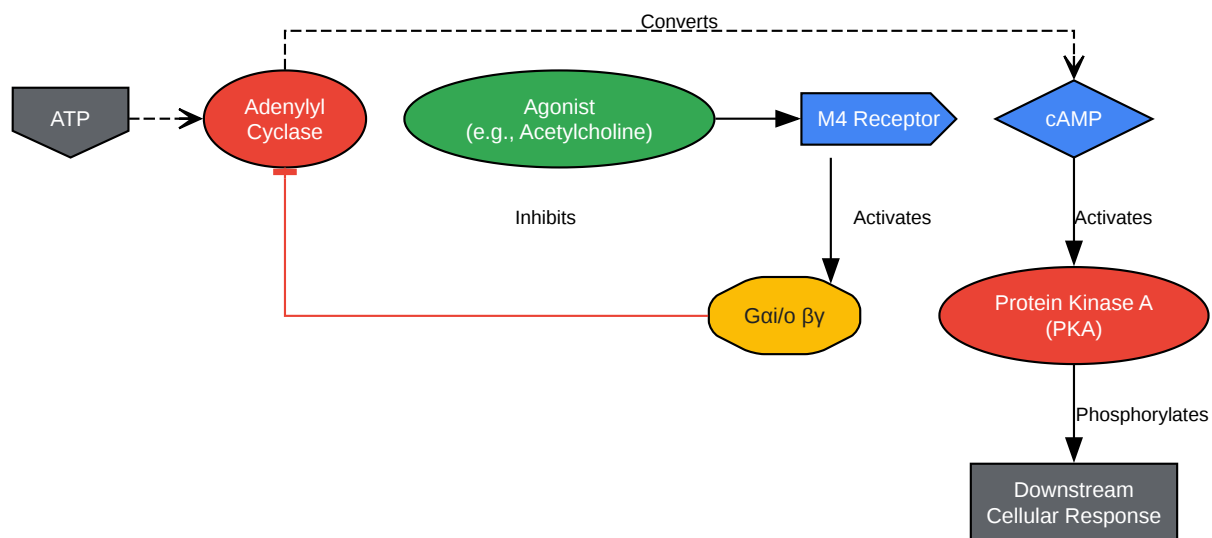 Converts
ATP
Adenylyl
Cyclase
Agonist
(e.g., Acetylcholine)
M4 Receptor
cAMP
Inhibits
Activates
Activates
Gαi/o βγ
Protein Kinase A
(PKA)
Phosphorylates
Downstream
Cellular Response